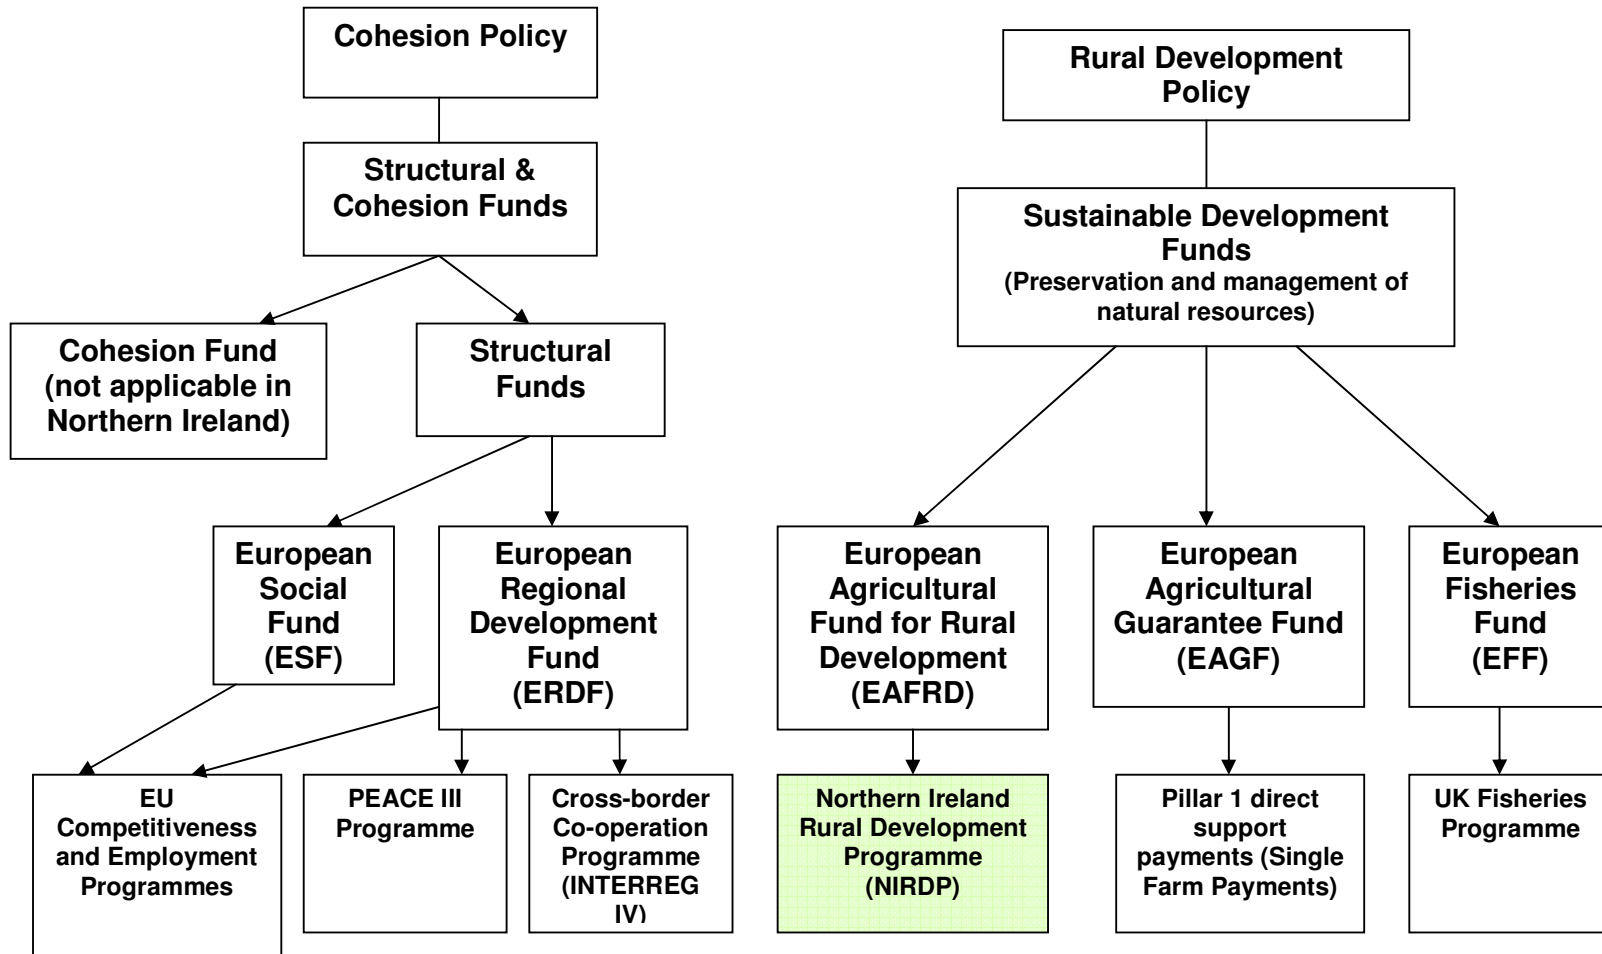 Cohesion Policy
Rural Development
Policy
Structural &
Cohesion Funds
Sustainable Development
Funds
(Preservation and management of
natural resources)
Cohesion Fund
(not applicable in
Northern Ireland)
Structural
Funds
European
Social
Fund
(ESF)
European
Regional
Development
Fund
(ERDF)
European
Agricultural
Fund for Rural
Development
(EAFRD)
European
Agricultural
Guarantee Fund
(EAGF)
European
Fisheries
Fund
(EFF)
EU
Competitiveness
and Employment
Programmes
PEACE III
Programme
Cross-border
Co-operation
Programme
(INTERREG
IV)
Northern Ireland
Rural Development
Programme
(NIRDP)
Pillar 1 direct
support
payments (Single
Farm Payments)
UK Fisheries
Programme